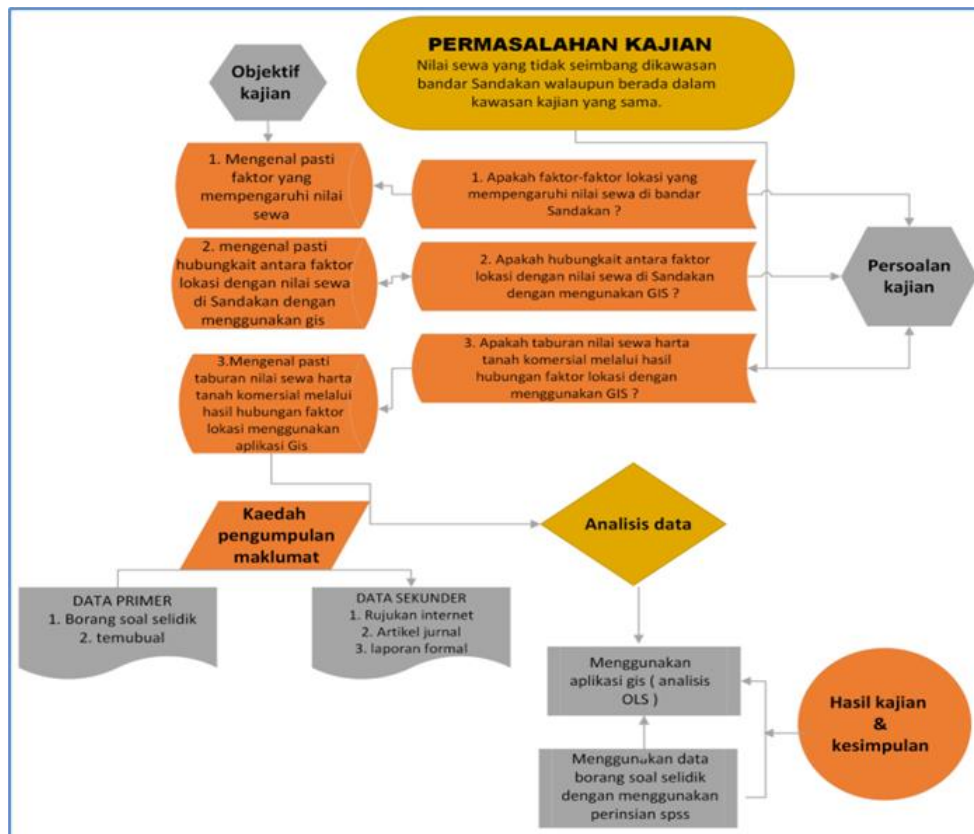 PERMASALAHAN KAJIAN
Nilai sewa yang tidak seimbang dikawasan
bandar Sandakan walaupun berada dalam
kawasan kajian yang sama.
Objektif
kajian
1. Mengenal pasti
faktor yang
mempengaruhi nilai
sewa
1. Apakah faktor-faktor lokasi yang
mempengaruhi nilai sewa di bandar
Sandakan ?
2. mengenal pasti
hubungkait antara faktor
lokasi dengan nilai sewa
di Sandakan dengan
menggunakan gis
2. Apakah hubungkait antara faktor
lokasi dengan nilai sewa di Sandakan
dengan mengunakan GIS ?
Persoalan
kajian
3.Mengenal pasti
taburan nilai sewa harta
tanah komersial melalui
hasil hubungan faktor
lokasi menggunakan
aplikasi Gis
3. Apakah taburan nilai sewa harta
tanah komersial melalui hasil
hubungan faktor lokasi dengan
menggunakan GIS ?
Kaedah
pengumpulan
maklumat
Analisis data
DATA PRIMER
1. Borang soal selidik
2. temubual
DATA SEKUNDER
1. Rujukan internet
2. Artikel jurnal
3. laporan formal
Menggunakan
aplikasi gis ( analisis
OLS )
Hasil kajian
&
kesimpulan
Menggunakan data
borang soal selidik
dengan menggunakan
perinsian spss